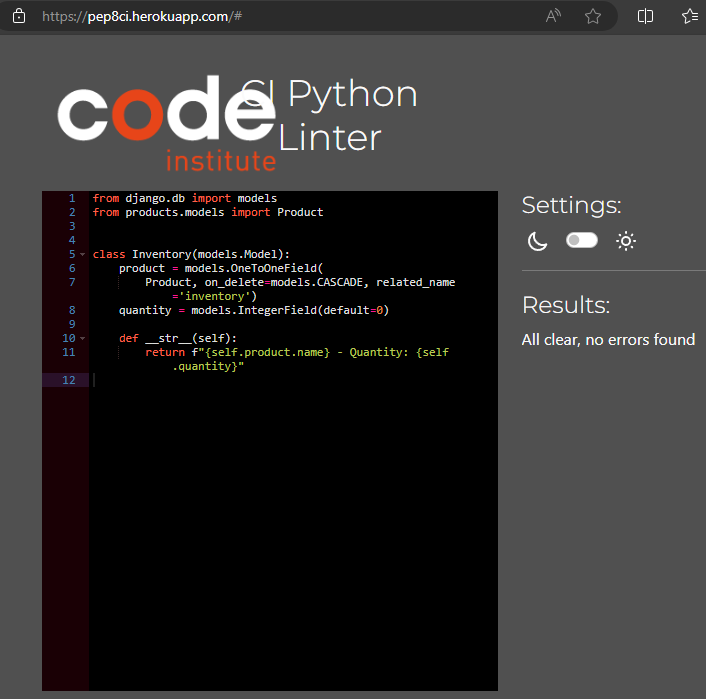 https://pep8ci.herokuapp.com/#
CI Python
Linter
code
institute
1 from django.db import models
2 from products.models import Product
3
4
5 class Inventory(models.Model):
6     product = models.OneToOneField(
7         Product, on_delete=models.CASCADE, related_name
='inventory')
8     quantity = models.IntegerField(default=0)
9
10     def __str__(self):
11         return f"{self.product.name} - Quantity: {self
.quantity}"
12
Settings:
Results:
All clear, no errors found